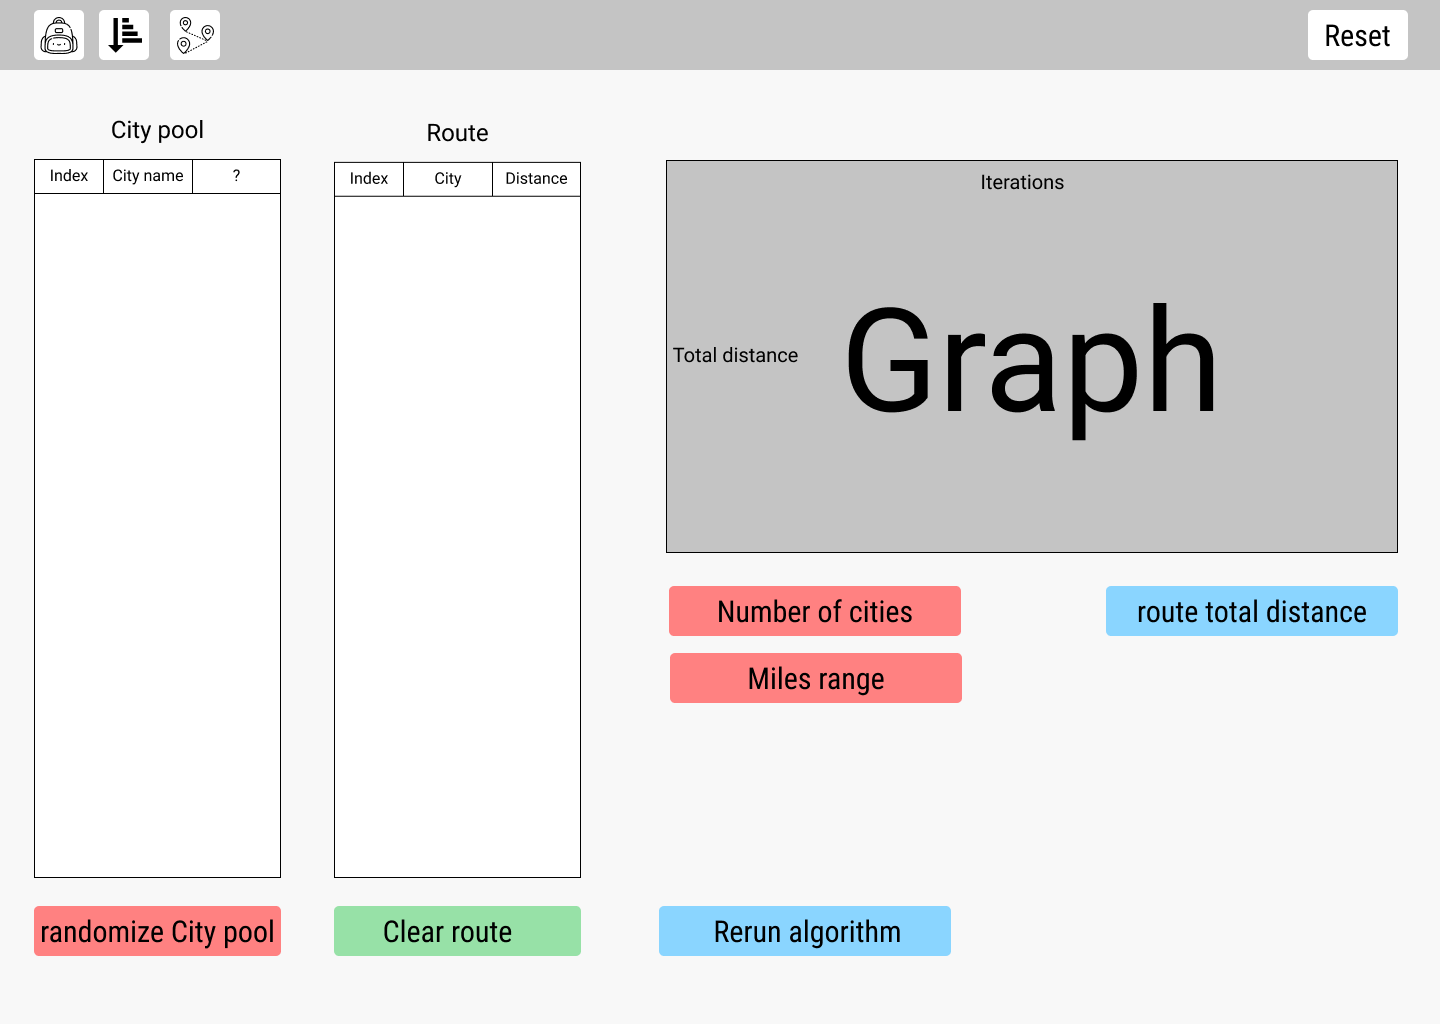 Reset
City pool
Index City name ?
Route
Index City Distance
Iterations
Total distance
Graph
Number of cities
route total distance
Miles range
randomize City pool
Clear route
Rerun algorithm